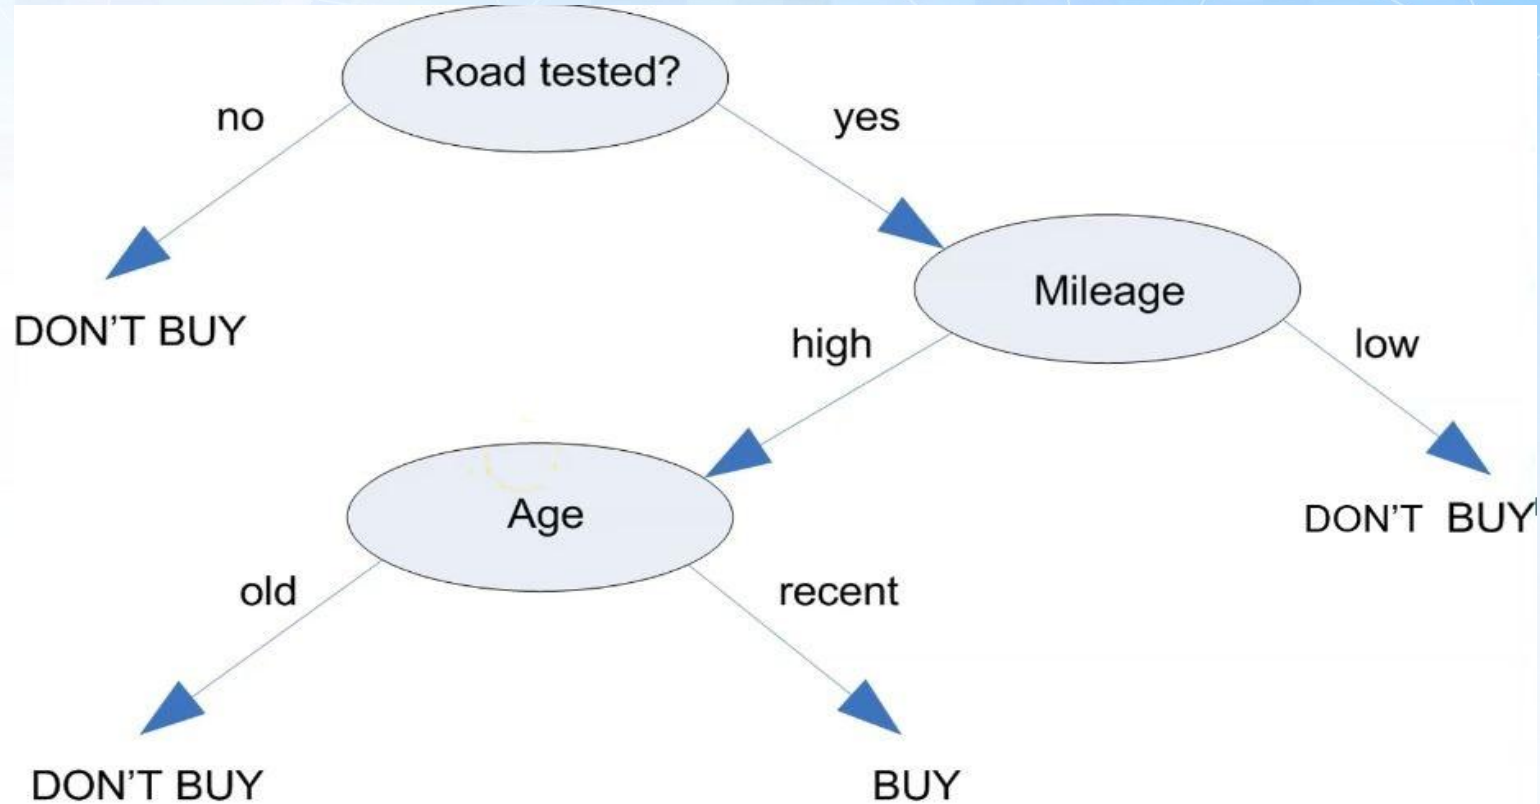 Road tested?
no
yes
Mileage
DON'T BUY
high
low
Age
DON'T  BUY
old
recent
DON'T BUY
BUY